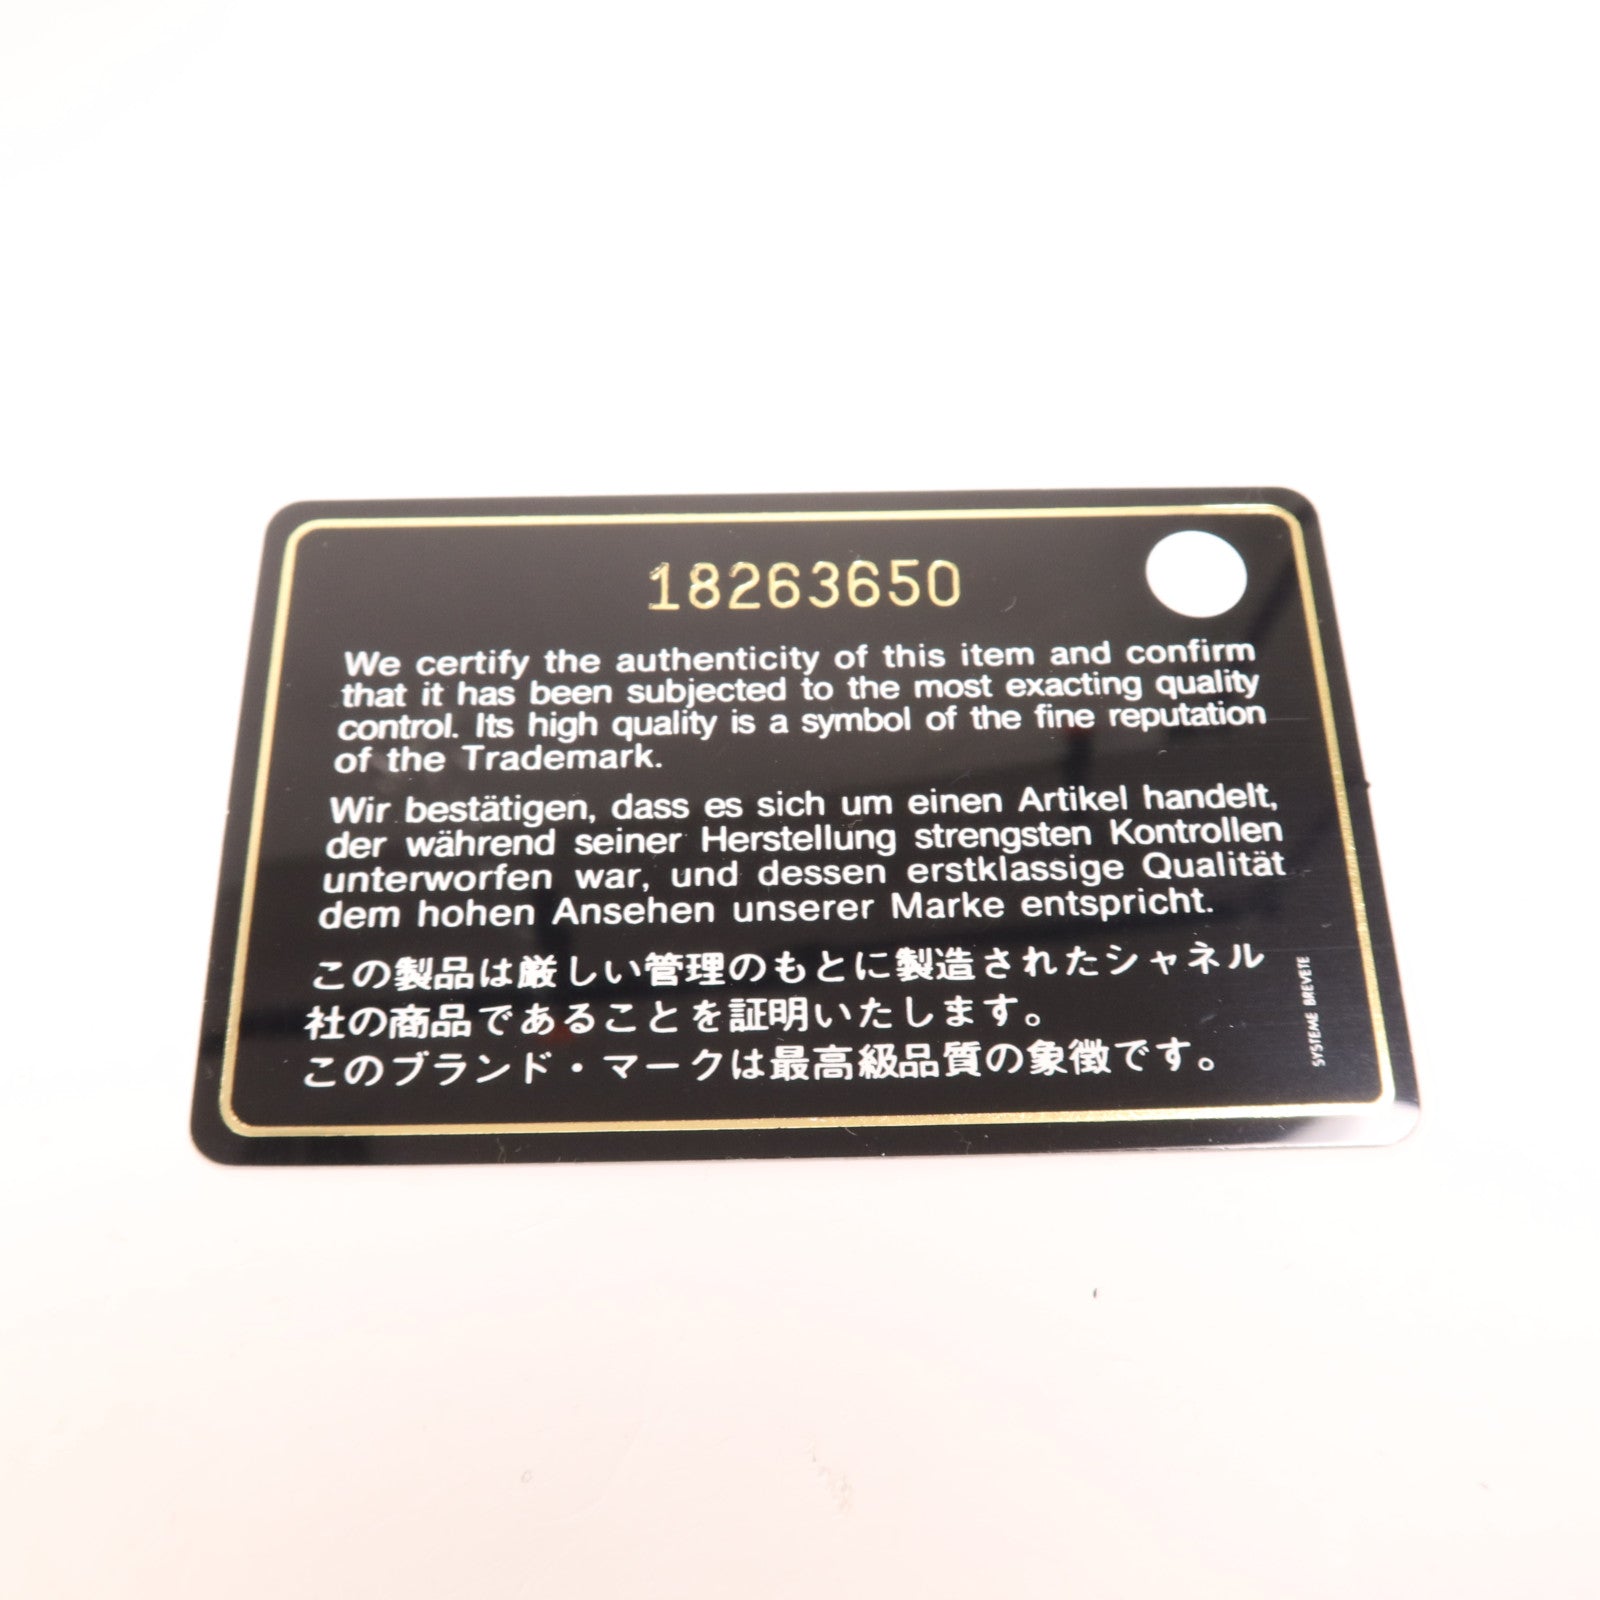 18263650
We certify the authenticity of this item and confirm
that it has been subjected to the most exacting quality
control. Its high quality is a symbol of the fine reputation
of the Trademark.
Wir bestätigen, dass es sich um einen Artikel handelt,
der während seiner Herstellung strengsten Kontrollen
unterworfen war, und dessen erstklassige Qualität
dem hohen Ansehen unserer Marke entspricht.
この製品は厳しい管理のもとに製造されたシャネル
社の商品であることを証明いたします。
このブランド・マークは最高級品質の象徴です。
SYSTEME BREVETE